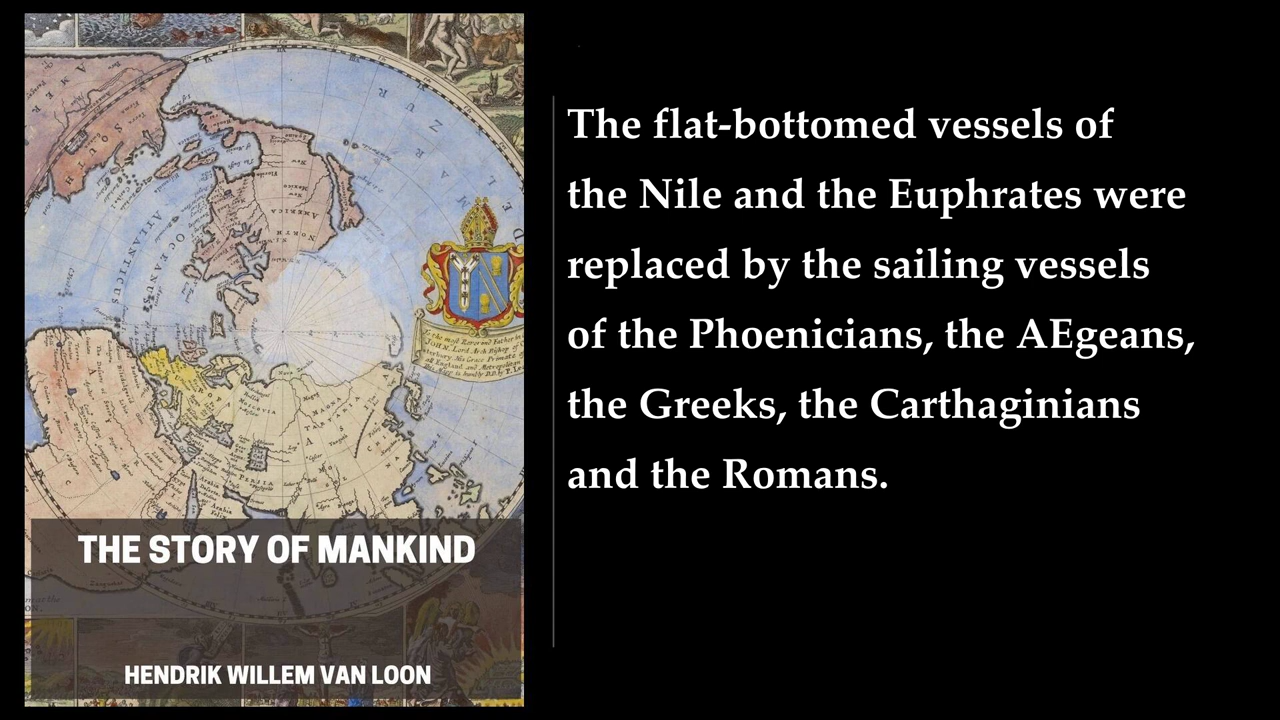 THE STORY OF MANKIND
HENDRIK WILLEM VAN LOON
The flat-bottomed vessels of
the Nile and the Euphrates were
replaced by the sailing vessels
of the Phoenicians, the AEgeans,
the Greeks, the Carthaginians
and the Romans.